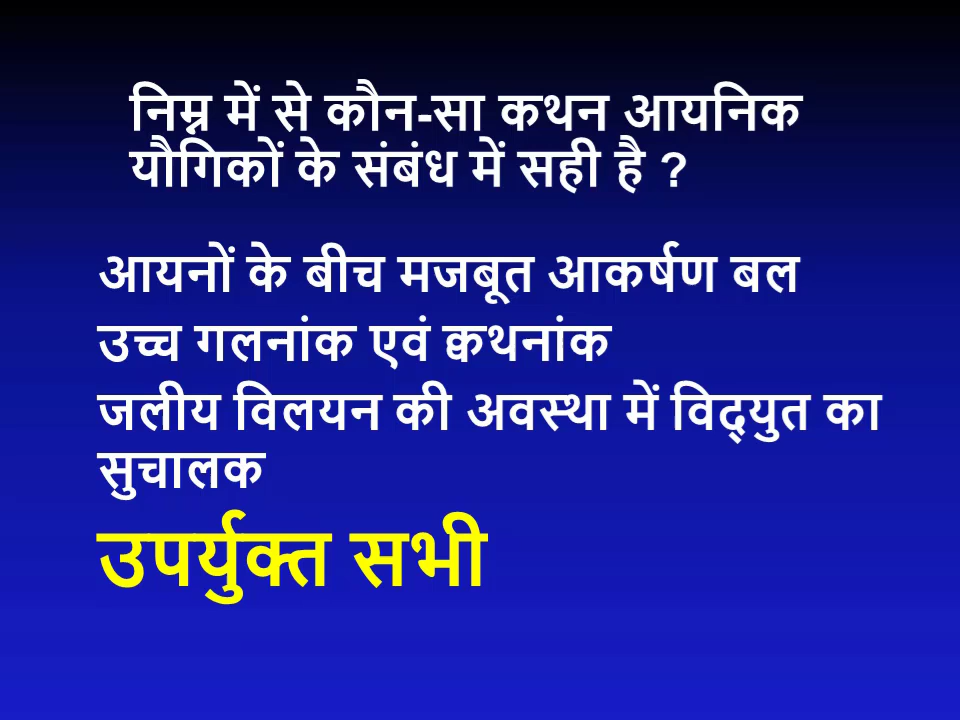 निम्न में से कौन-सा कथन आयनिक
यौगिकों के संबंध में सही है ?
आयनों के बीच मजबूत आकर्षण बल
उच्च गलनांक एवं क्वथनांक
जलीय विलयन की अवस्था में विद्युत का
सुचालक
उपर्युक्त सभी